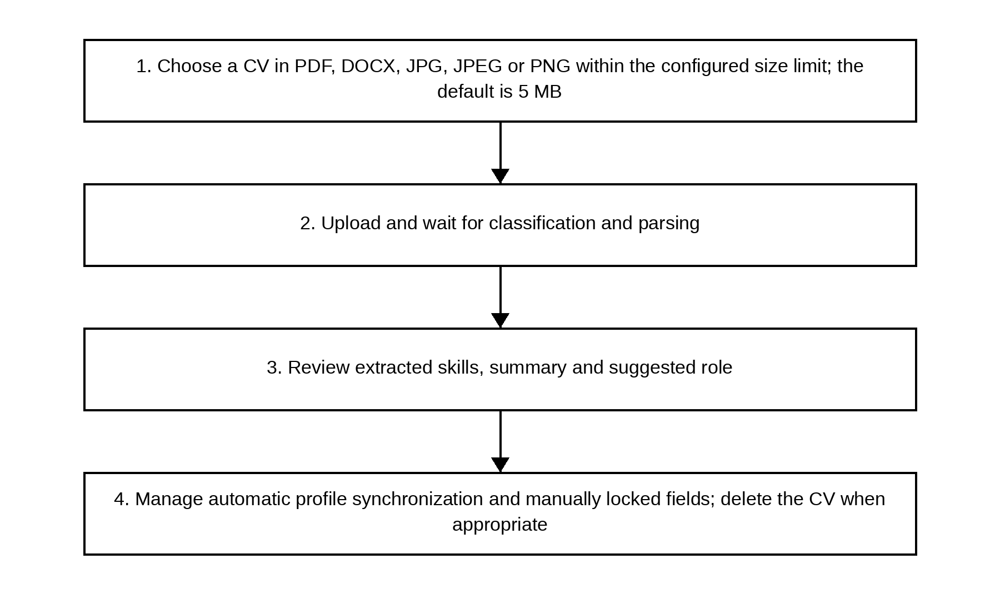 1. Choose a CV in PDF, DOCX, JPG, JPEG or PNG within the configured size limit; the
default is 5 MB
2. Upload and wait for classification and parsing
3. Review extracted skills, summary and suggested role
4. Manage automatic profile synchronization and manually locked fields; delete the CV when
appropriate